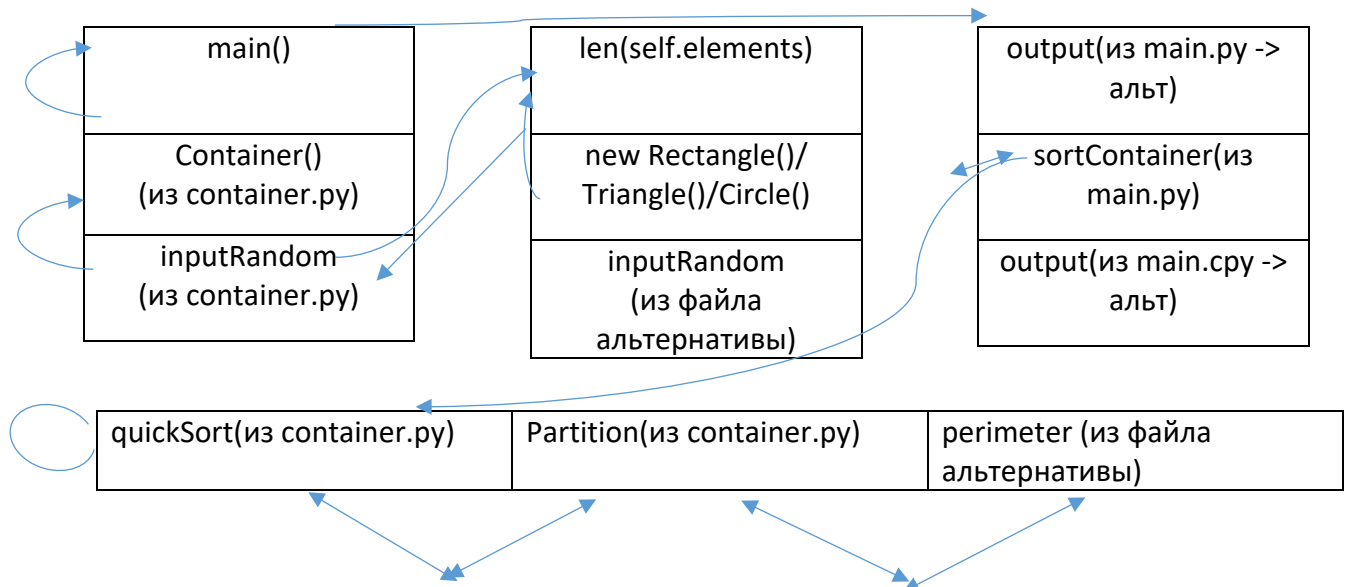 main()
Container()
(из container.py)
inputRandom
(из container.py)
len(self.elements)
new Rectangle()/
Triangle()/Circle()
inputRandom
(из файла
альтернативы)
output(из main.py ->
альт)
sortContainer(из
main.py)
output(из main.cpy ->
альт)
quickSort(из container.py)
Partition(из container.py)
perimeter (из файла
альтернативы)